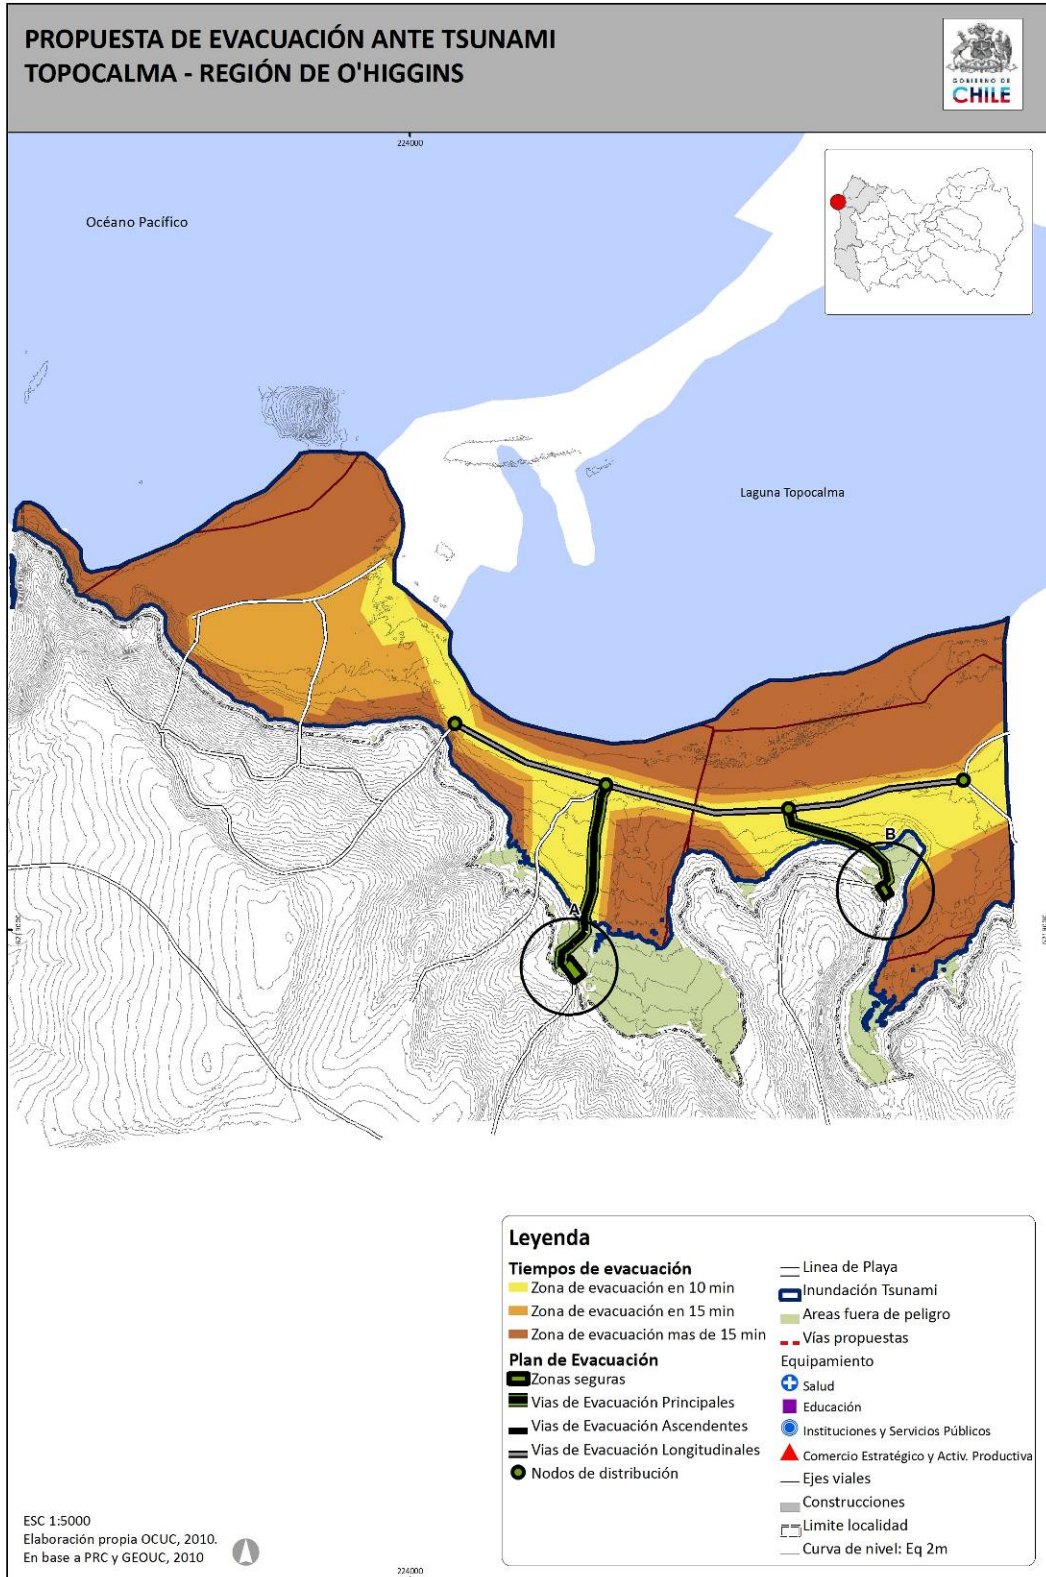 PROPUESTA DE EVACUACIÓN ANTE TSUNAMI
TOPOCALMA - REGIÓN DE O'HIGGINS
GOBIERNO DE
CHILE
224000
Océano Pacífico
Laguna Topocalma
B
A
Leyenda
Tiempos de evacuación
Zona de evacuación en 10 min
Zona de evacuación en 15 min
Zona de evacuación mas de 15 min
Plan de Evacuación
Zonas seguras
Vias de Evacuación Principales
Vias de Evacuación Ascendentes
Vias de Evacuación Longitudinales
Nodos de distribución
Linea de Playa
Inundación Tsunami
Areas fuera de peligro
Vías propuestas
Equipamiento
Salud
Educación
Instituciones y Servicios Públicos
Comercio Estratégico y Activ. Productiva
Ejes viales
Construcciones
Limite localidad
Curva de nivel: Eq 2m
ESC 1:5000
Elaboración propia OCUC, 2010.
En base a PRC y GEOUC, 2010
224000